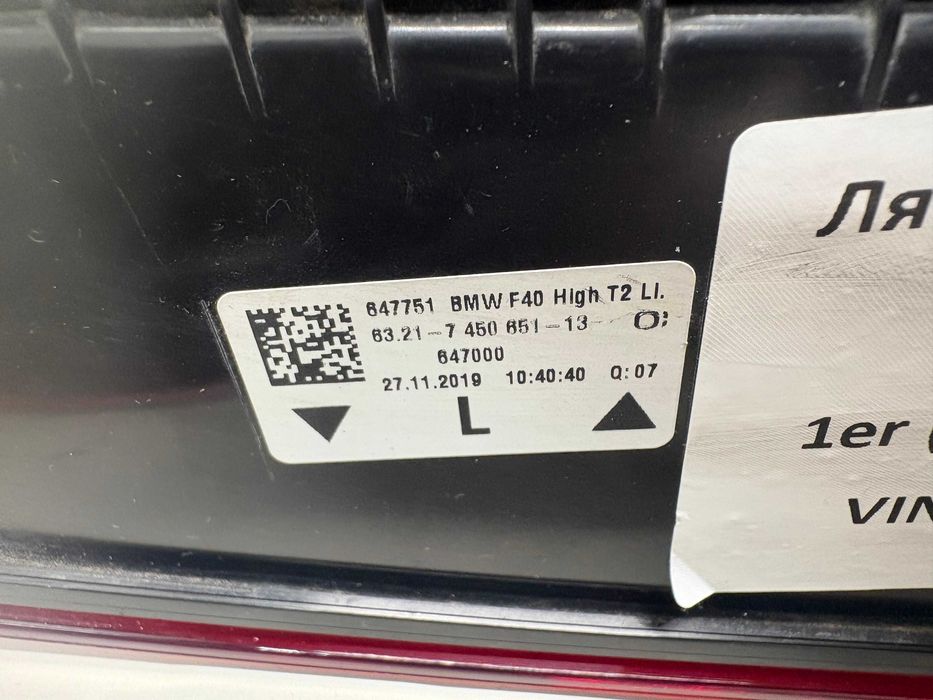 647751 BMW F40 High T2 LI.
63.21-7 450 651-13 O:
647000
27.11.2019 10:40:40 Q:07
L
Ля
1er (
VIN